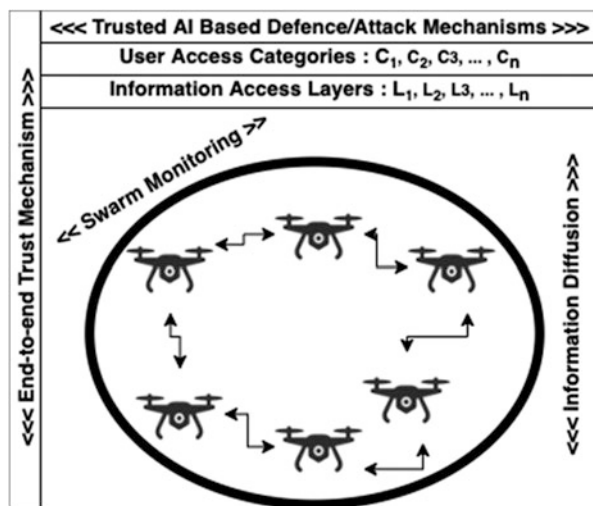 <<< Trusted AI Based Defence/Attack Mechanisms >>>
User Access Categories : C1, C2, C3, ... , Cn
Information Access Layers : L1, L2, L3, ... , Ln
<<< End-to-end Trust Mechanism >>>
<< Swarm Monitoring >>
<<< Information Diffusion >>>